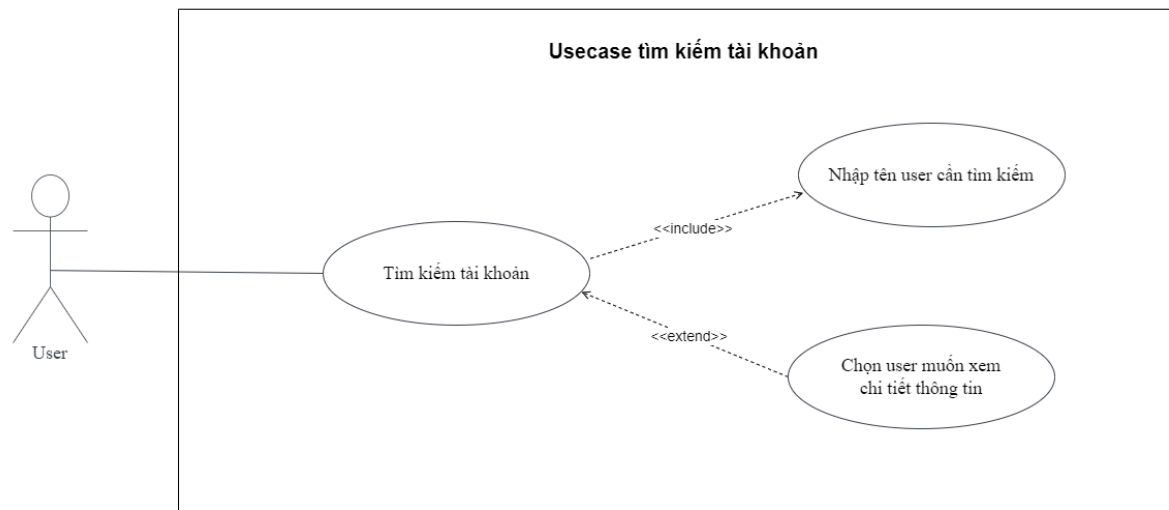 Usecase tìm kiếm tài khoản
Nhập tên user cần tìm kiếm
<<include>>
Tìm kiếm tài khoản
<<extend>>
User
Chọn user muốn xem
chi tiết thông tin